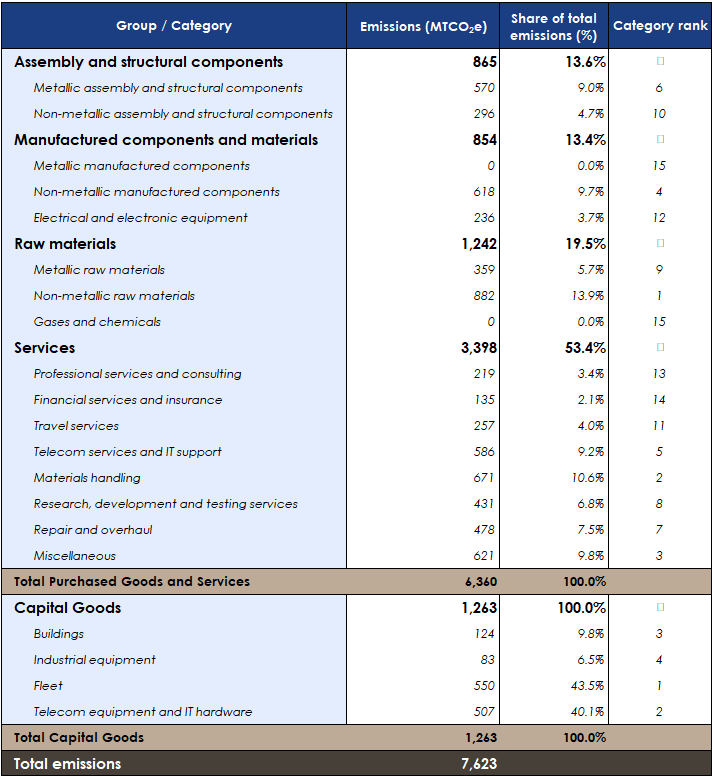 Group / Category Emissions (MTCO₂e) Share of total emissions (%) Category rank
Assembly and structural components 865 13.6%
Metallic assembly and structural components 570 9.0% 6
Non-metallic assembly and structural components 296 4.7% 10
Manufactured components and materials 854 13.4%
Metallic manufactured components 0 0.0% 15
Non-metallic manufactured components 618 9.7% 4
Electrical and electronic equipment 236 3.7% 12
Raw materials 1,242 19.5%
Metallic raw materials 359 5.7% 9
Non-metallic raw materials 882 13.9% 1
Gases and chemicals 0 0.0% 15
Services 3,398 53.4%
Professional services and consulting 219 3.4% 13
Financial services and insurance 135 2.1% 14
Travel services 257 4.0% 11
Telecom services and IT support 586 9.2% 5
Materials handling 671 10.6% 2
Research, development and testing services 431 6.8% 8
Repair and overhaul 478 7.5% 7
Miscellaneous 621 9.8% 3
Total Purchased Goods and Services 6,360 100.0%
Capital Goods 1,263 100.0%
Buildings 124 9.8% 3
Industrial equipment 83 6.5% 4
Fleet 550 43.5% 1
Telecom equipment and IT hardware 507 40.1% 2
Total Capital Goods 1,263 100.0%
Total emissions 7,623